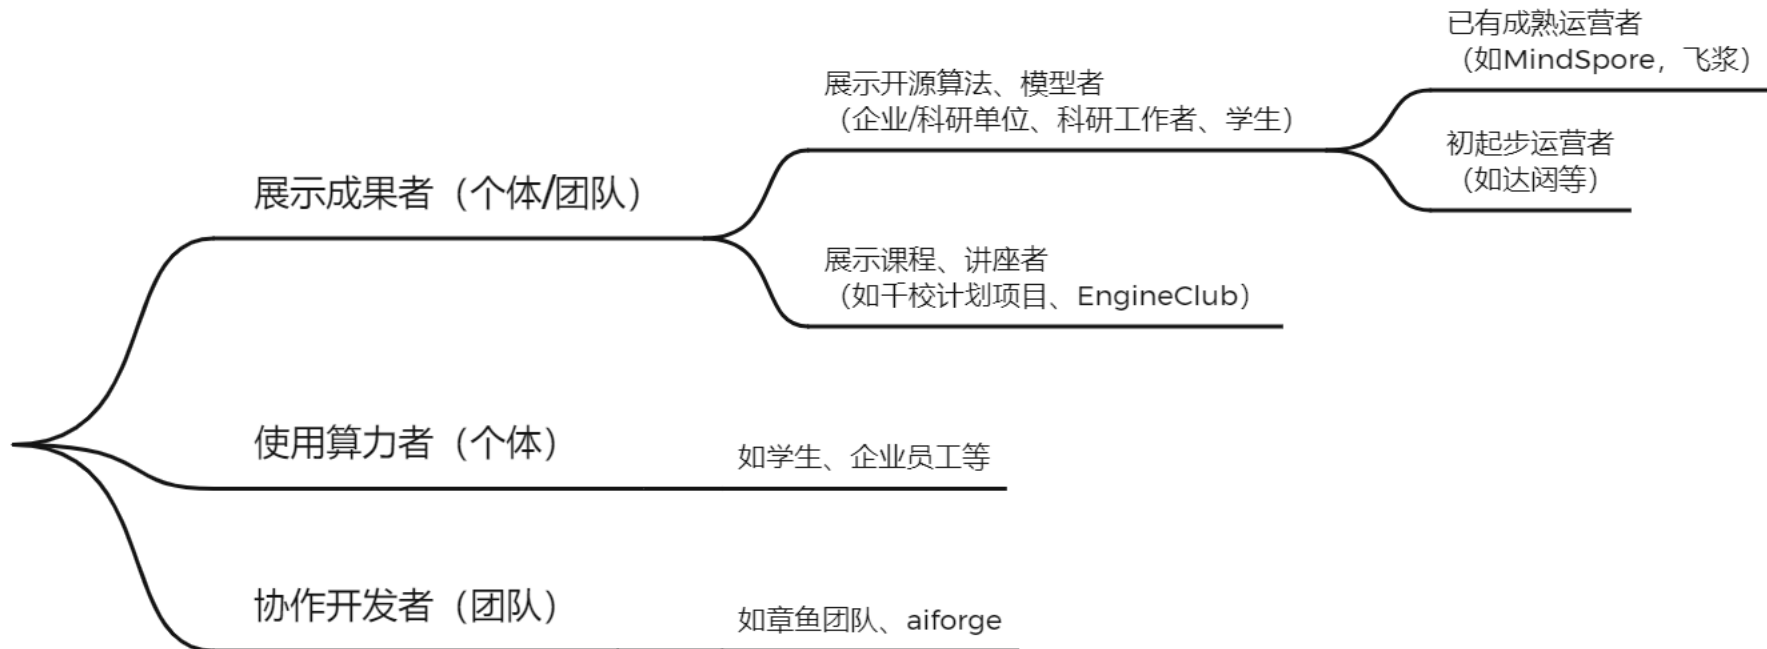 已有成熟运营者
（如MindSpore，飞浆）
展示开源算法、模型者
（企业/科研单位、科研工作者、学生）
初起步运营者
（如达闼等）
展示成果者（个体/团队）
展示课程、讲座者
（如千校计划项目、EngineClub）
使用算力者（个体）
如学生、企业员工等
协作开发者（团队）
如章鱼团队、aiforge